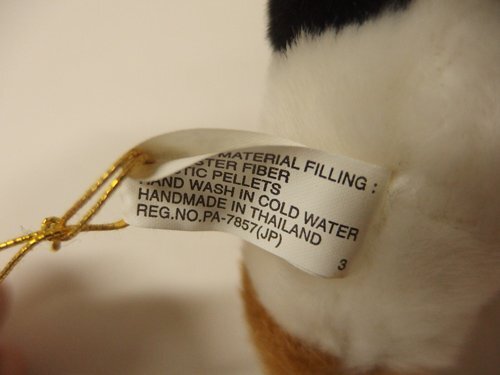 MATERIAL FILLING :
STER FIBER
STIC PELLETS
HAND WASH IN COLD WATER
HANDMADE IN THAILAND
REG.NO.PA-7857(JP)
3